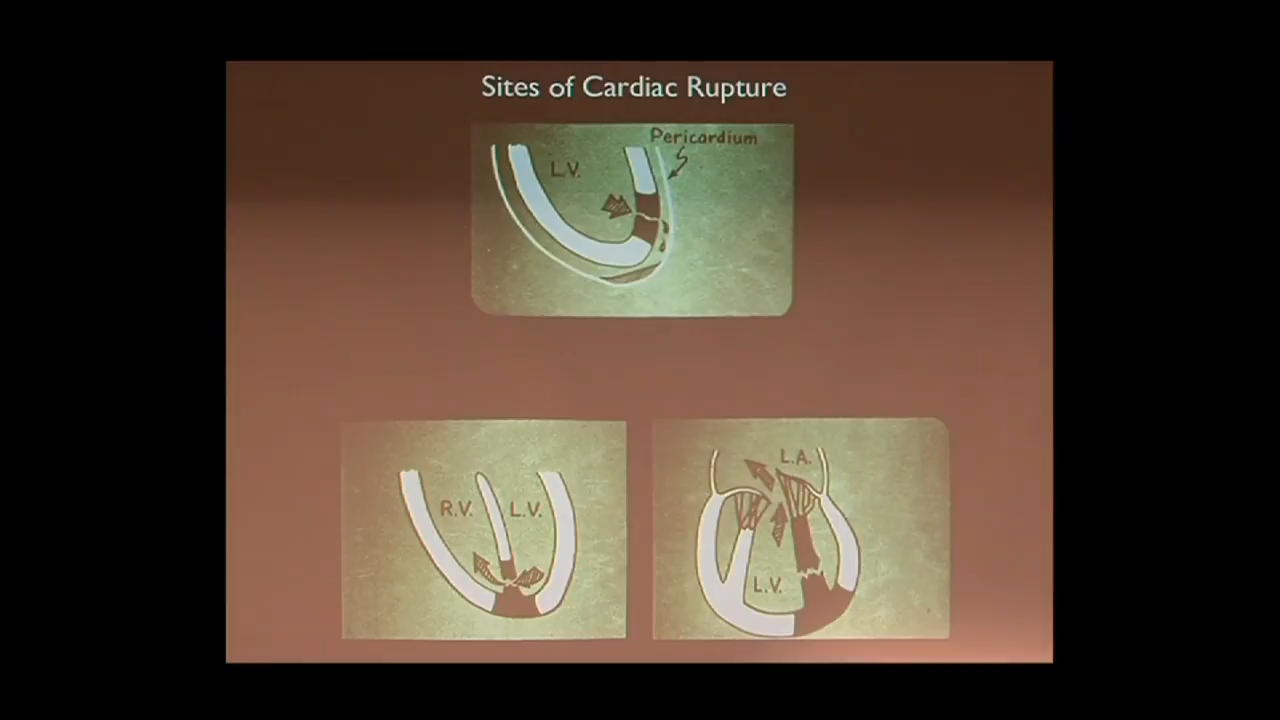 Sites of Cardiac Rupture
Pericardium
L.V.
R.V. L.V.
L.A.
L.V.